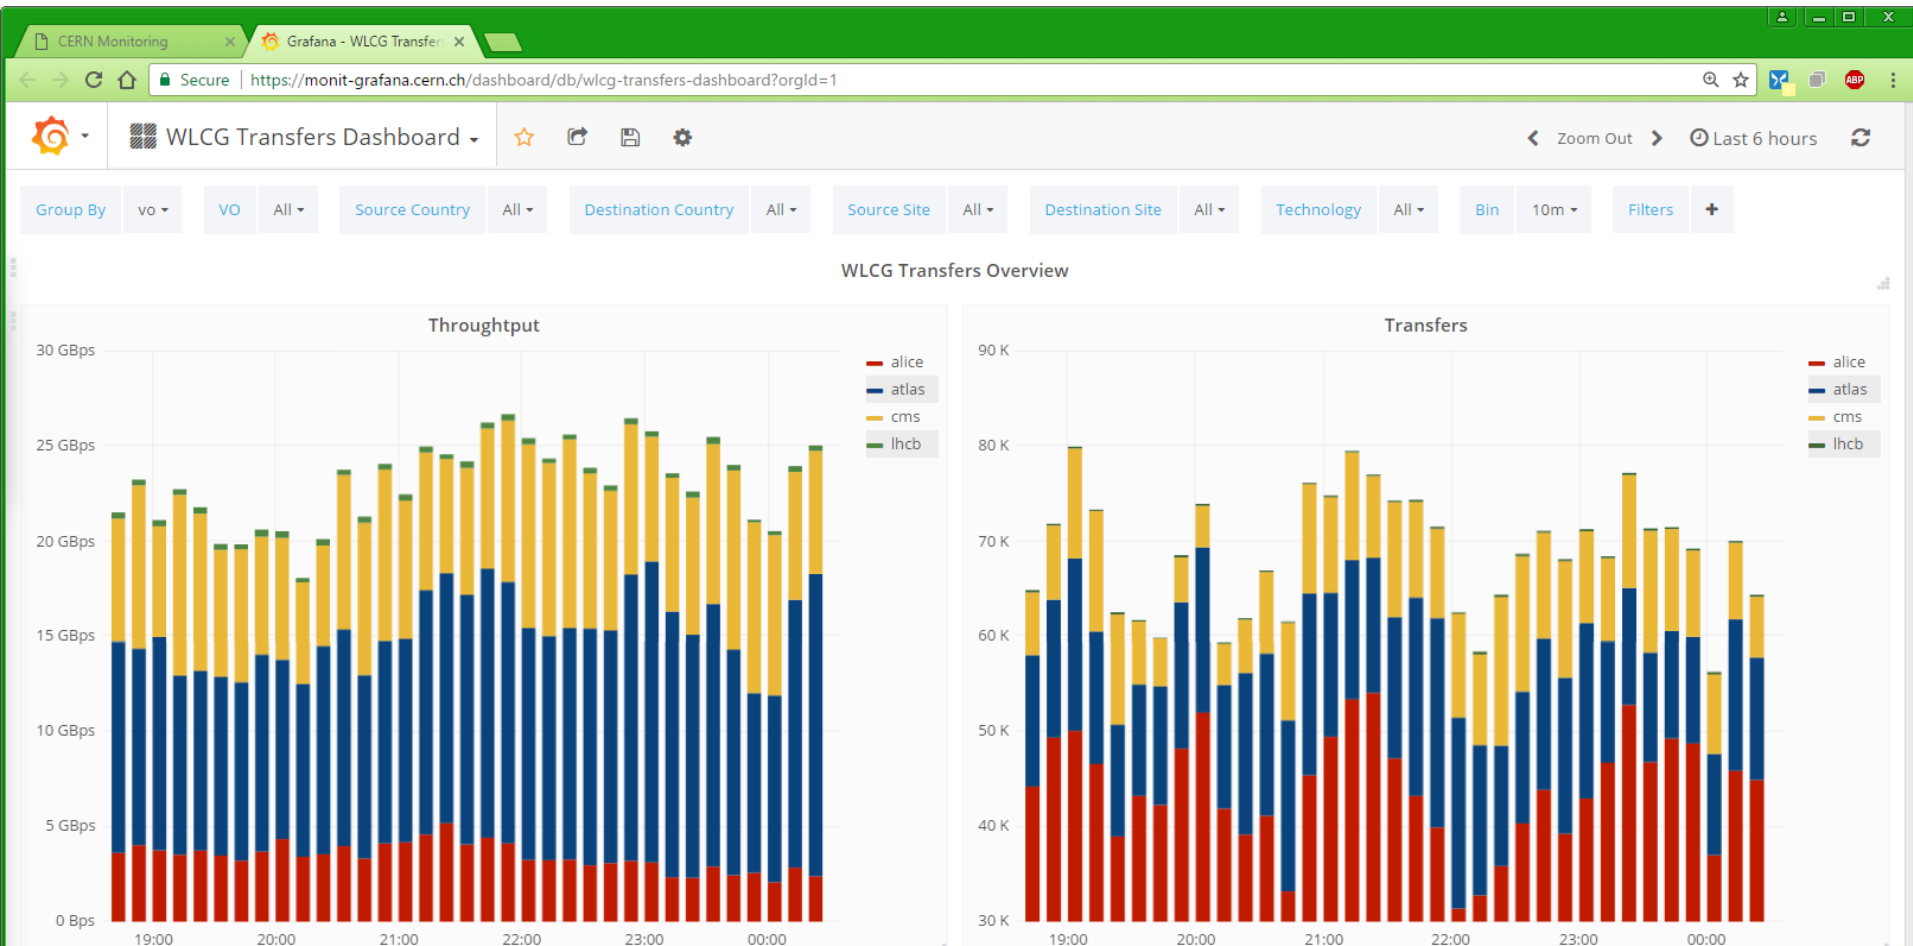 CERN Monitoring
Grafana - WLCG Transfer
Secure | https://monit-grafana.cern.ch/dashboard/db/wlcg-transfers-dashboard?orgId=1
ABP
WLCG Transfers Dashboard
Zoom Out
Last 6 hours
Group By vo VO All Source Country All Destination Country All Source Site All Destination Site All Technology All Bin 10m Filters +
WLCG Transfers Overview
Throughtput
30 GBps
25 GBps
20 GBps
15 GBps
10 GBps
5 GBps
0 Bps
19:00 20:00 21:00 22:00 23:00 00:00
alice
atlas
cms
lhcb
Transfers
90 K
80 K
70 K
60 K
50 K
40 K
30 K
19:00 20:00 21:00 22:00 23:00 00:00
alice
atlas
cms
lhcb